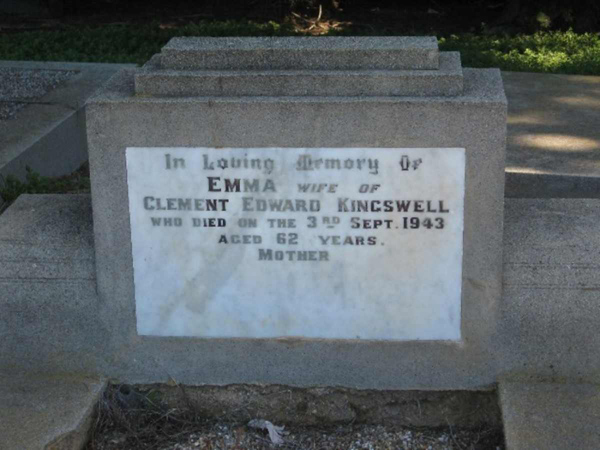 In Loving Memory Of
EMMA WIFE OF
CLEMENT EDWARD KINGSWELL
WHO DIED ON THE 3RD SEPT. 1943
AGED 62 YEARS.
MOTHER